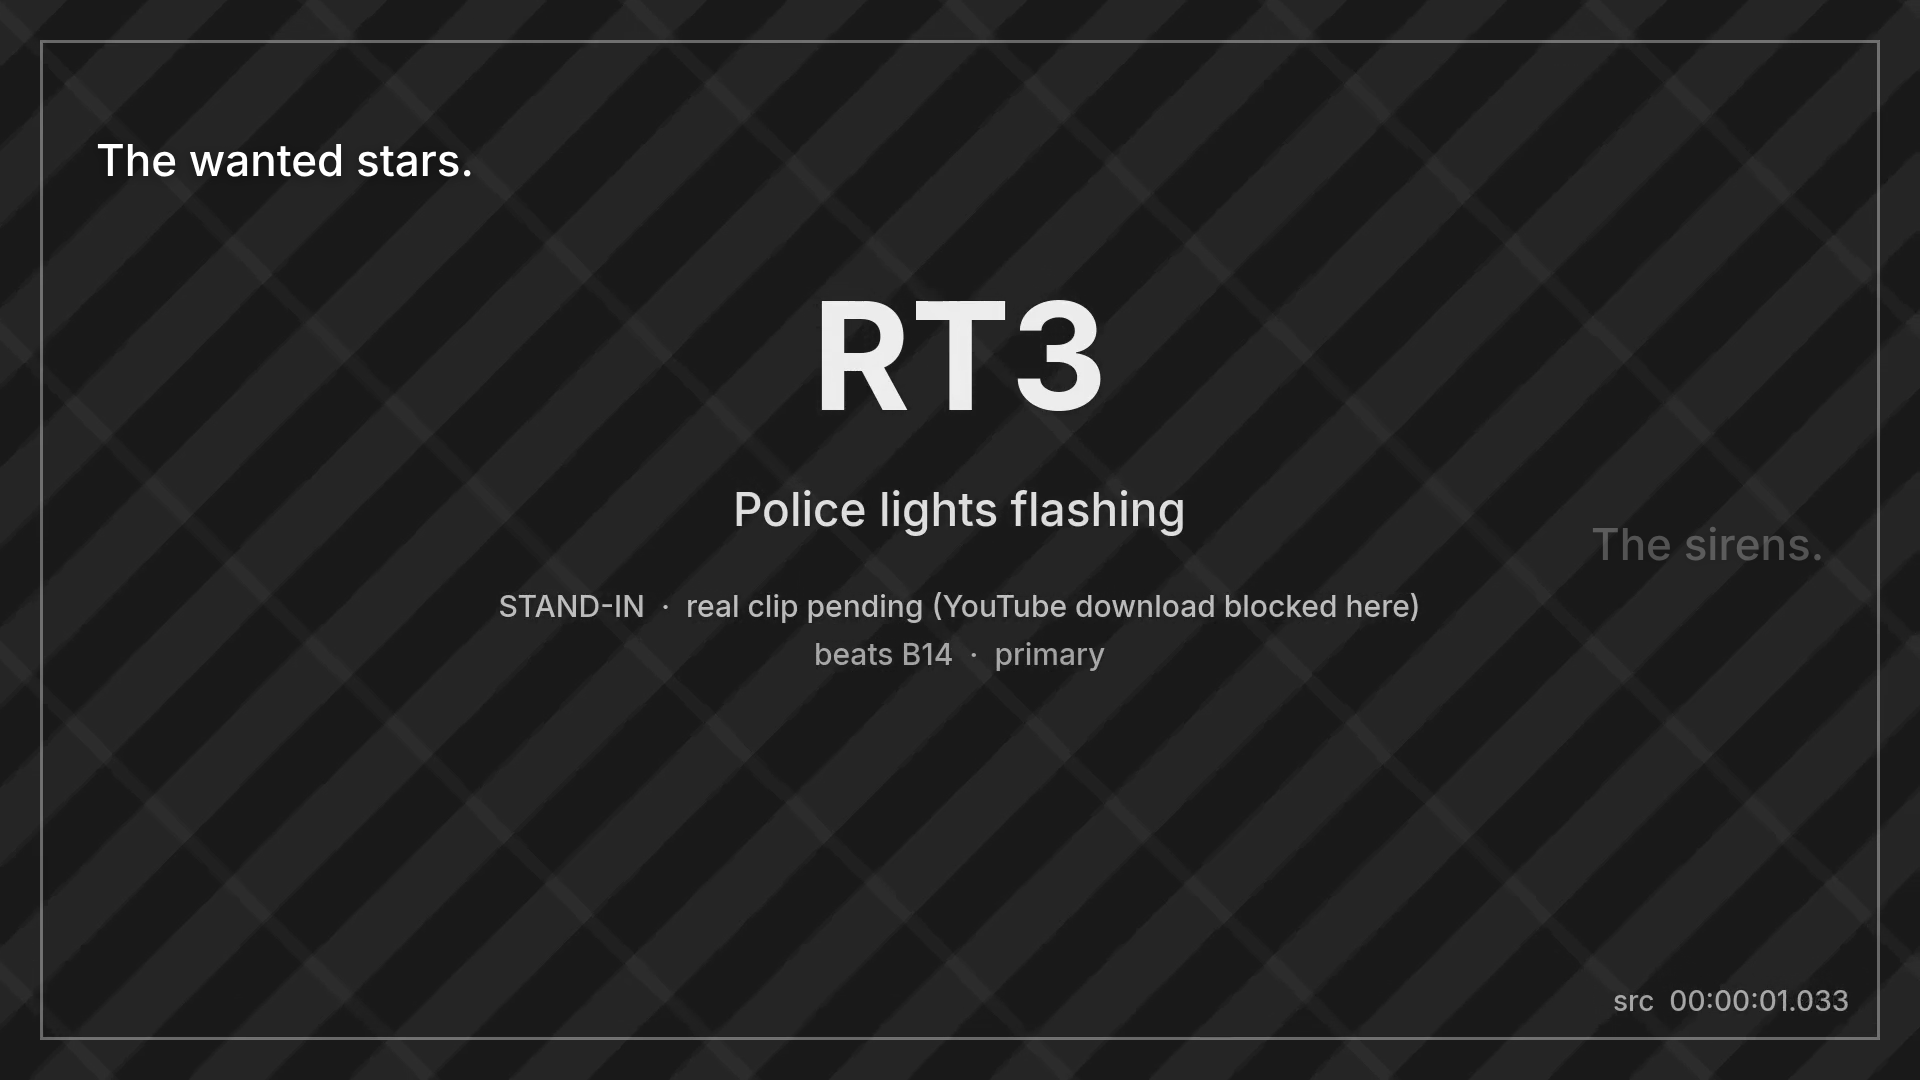 The wanted stars.
RT3
Police lights flashing
The sirens.
STAND-IN · real clip pending (YouTube download blocked here)
beats B14 · primary
src 00:00:01.033